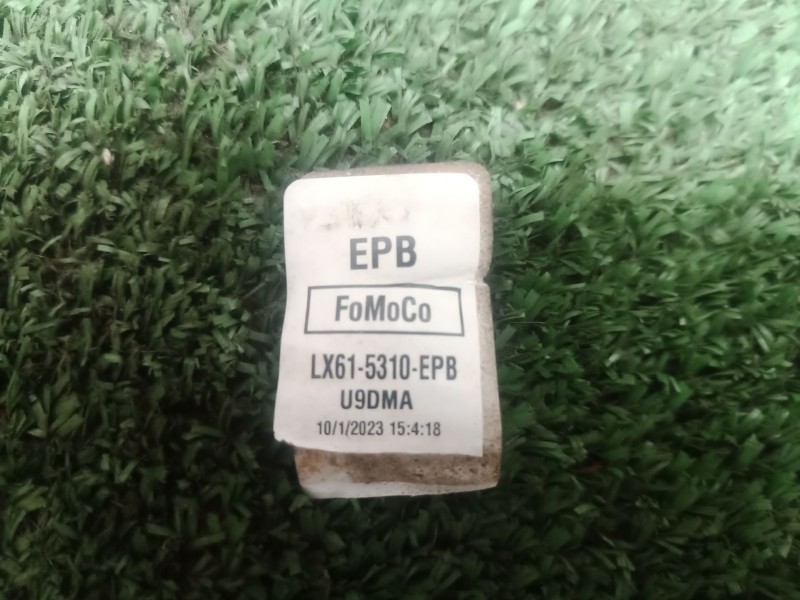 EPB
FoMoCo
LX61-5310-EPB
U9DMA
10/1/2023 15:4:18